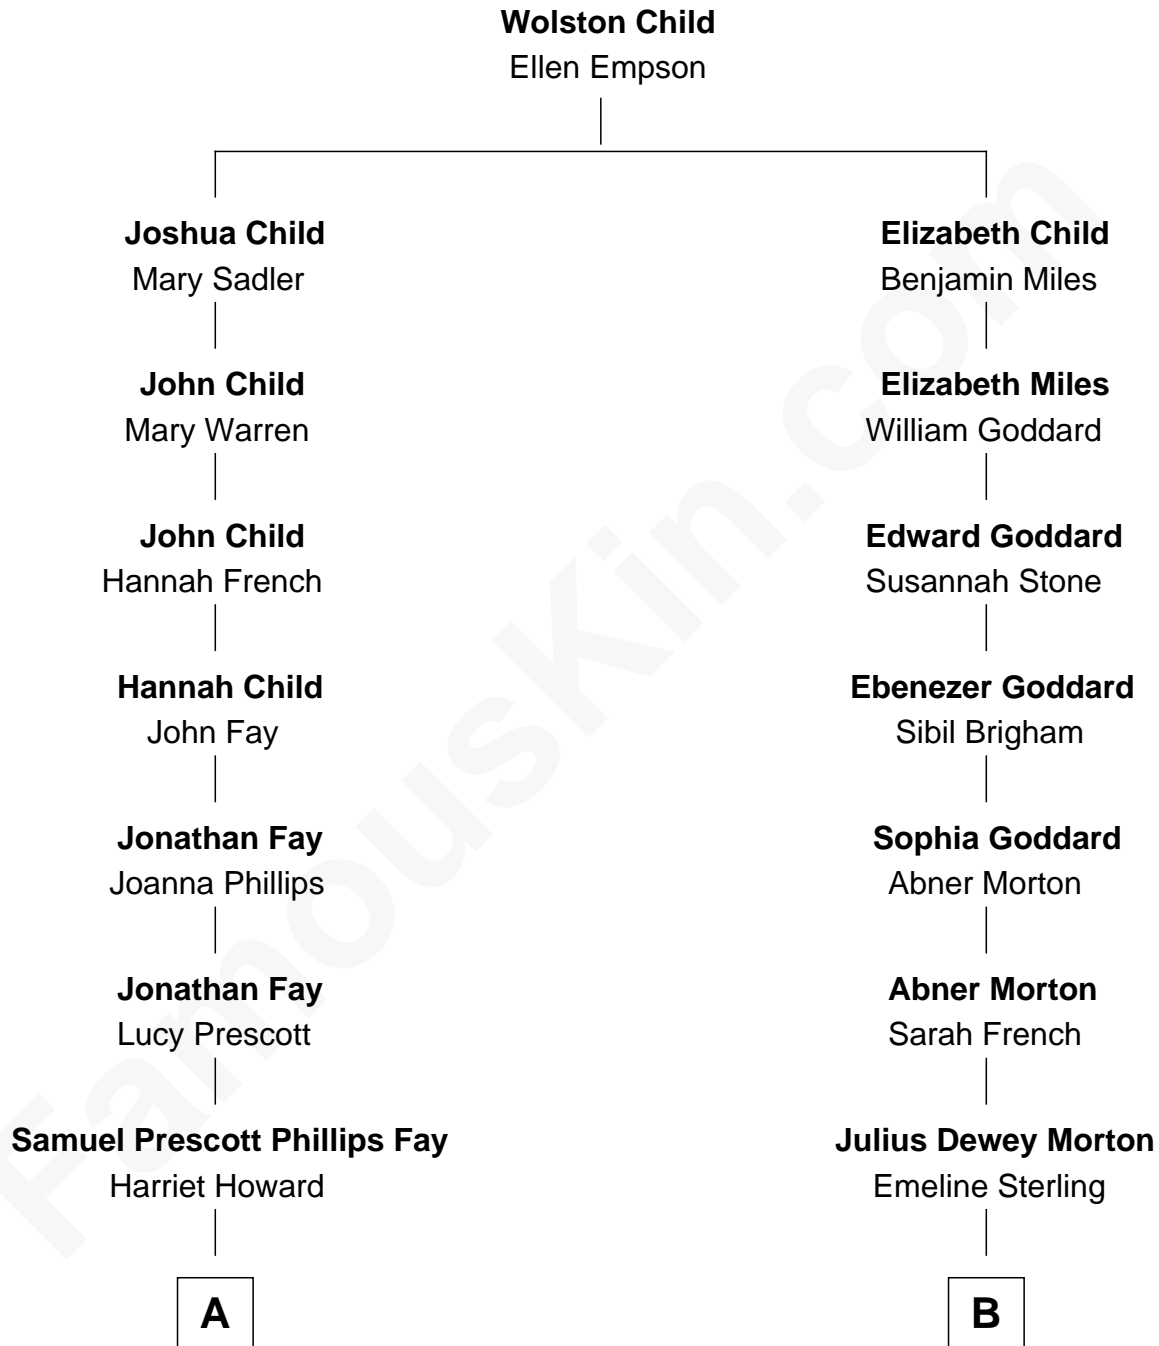 Wolston Child
Ellen Empson
Joshua Child
Mary Sadler
Elizabeth Child
Benjamin Miles
John Child
Mary Warren
Elizabeth Miles
William Goddard
John Child
Hannah French
Edward Goddard
Susannah Stone
Hannah Child
John Fay
Ebenezer Goddard
Sibil Brigham
Jonathan Fay
Joanna Phillips
Sophia Goddard
Abner Morton
Jonathan Fay
Lucy Prescott
Abner Morton
Sarah French
Samuel Prescott Phillips Fay
Harriet Howard
Julius Dewey Morton
Emeline Sterling
A
B
FamousKin.com